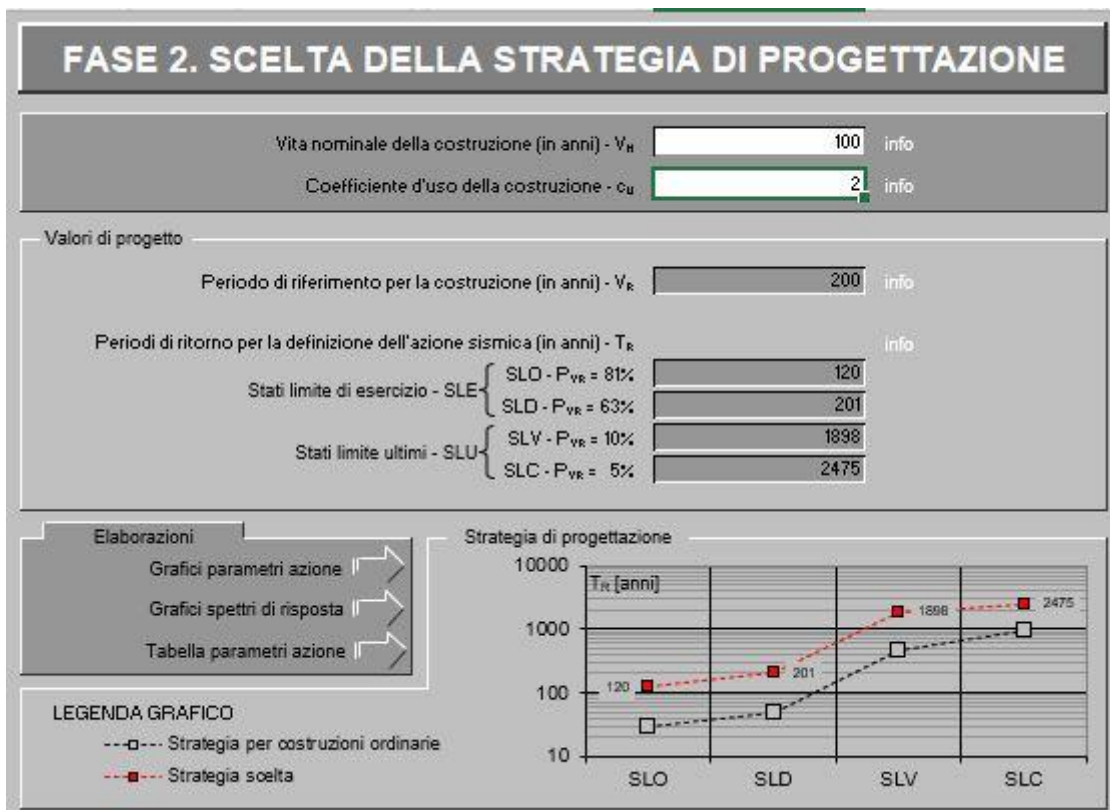 FASE 2. SCELTA DELLA STRATEGIA DI PROGETTAZIONE
Vita nominale della costruzione (in anni) - VN 100 info
Coefficiente d'uso della costruzione - cU 2 info
Valori di progetto
Periodo di riferimento per la costruzione (in anni) - VR 200 info
Periodi di ritorno per la definizione dell'azione sismica (in anni) - TR info
Stati limite di esercizio - SLE
SLO - PVR = 81% 120
SLD - PVR = 63% 201
Stati limite ultimi - SLU
SLV - PVR = 10% 1898
SLC - PVR = 5% 2475
Elaborazioni
Grafici parametri azione
Grafici spettri di risposta
Tabella parametri azione
LEGENDA GRAFICO
Strategia per costruzioni ordinarie
Strategia scelta
Strategia di progettazione
TR [anni]
10000
1000
100
10
120
201
1898
2475
SLO SLD SLV SLC